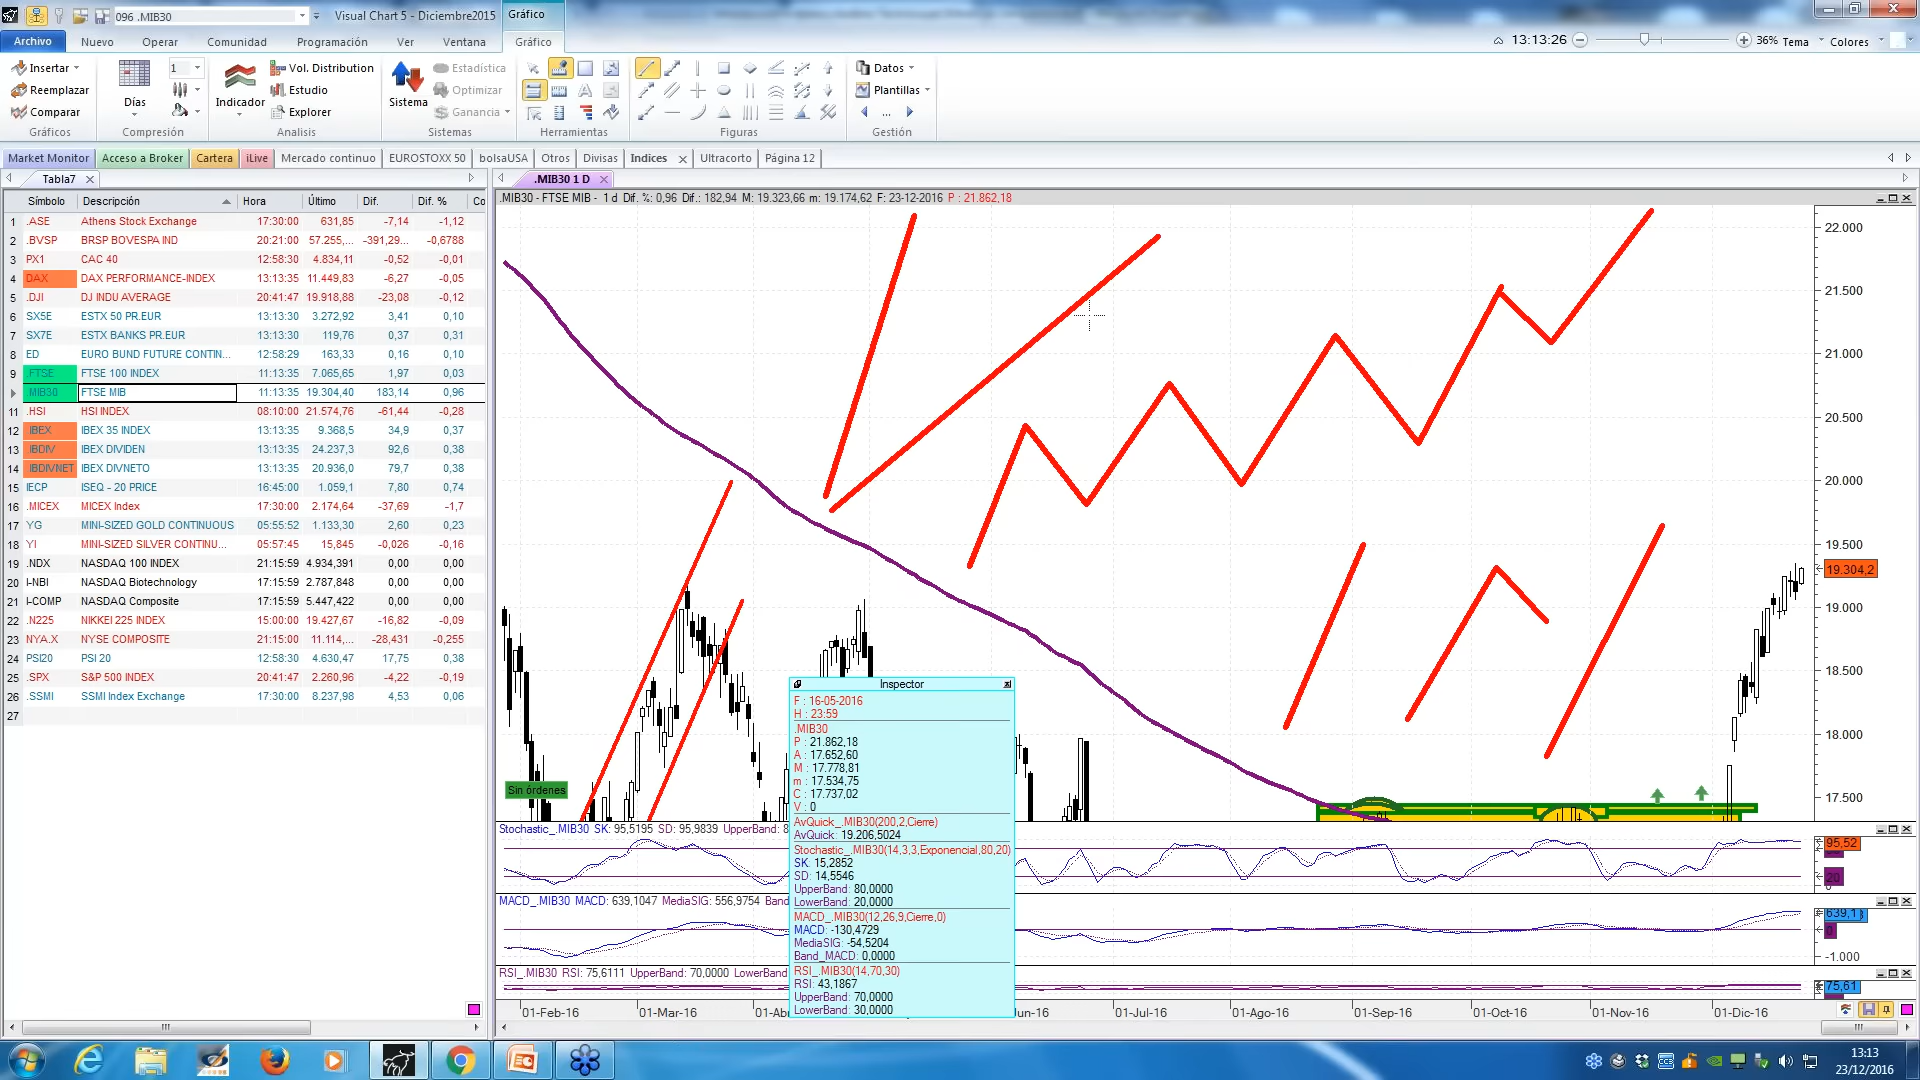 096 .MIB30
Visual Chart 5 - Diciembre2015
Gráfico
Archivo Nuevo Operar Comunidad Programación Ver Ventana Gráfico
13:13:26 36% Tema Colores
Insertar
Reemplazar
Comparar
Gráficos
1
Días
Compresión
Indicador
Vol. Distribution
Estudio
Explorer
Analisis
Sistema
Estadística
Optimizar
Ganancia
Sistemas
Herramientas
Figuras
Datos
Plantillas
...
Gestión
Market Monitor Acceso a Broker Cartera iLive Mercado continuo EUROSTOXX 50 bolsaUSA Otros Divisas Indices Ultracorto Página 12
Tabla7
Símbolo Descripción Hora Último Dif. Dif. % Co
1 .ASE Athens Stock Exchange 17:30:00 631,85 -7,14 -1,12
2 .BVSP BRSP BOVESPA IND 20:21:00 57.255,... -391,29... -0,6788
3 PX1 CAC 40 12:58:30 4.834,11 -0,52 -0,01
4 DAX DAX PERFORMANCE-INDEX 13:13:35 11.449,83 -6,27 -0,05
5 .DJI DJ INDU AVERAGE 20:41:47 19.918,88 -23,08 -0,12
6 SX5E ESTX 50 PR.EUR 13:13:30 3.272,92 3,41 0,10
7 SX7E ESTX BANKS PR.EUR 13:13:30 119,76 0,37 0,31
8 ED EURO BUND FUTURE CONTIN... 12:58:29 163,33 0,16 0,10
9 FTSE FTSE 100 INDEX 11:13:35 7.065,65 1,97 0,03
MIB30 FTSE MIB 11:13:35 19.304,40 183,14 0,96
11 .HSI HSI INDEX 08:10:00 21.574,76 -61,44 -0,28
12 IBEX IBEX 35 INDEX 13:13:35 9.368,5 34,9 0,37
13 IBDIV IBEX DIVIDEN 13:13:35 24.237,3 92,6 0,38
14 IBDIVNET IBEX DIVNETO 13:13:35 20.936,0 79,7 0,38
15 IECP ISEQ - 20 PRICE 16:45:00 1.059,1 7,80 0,74
16 .MICEX MICEX Index 17:30:00 2.174,64 -37,69 -1,7
17 YG MINI-SIZED GOLD CONTINUOUS 05:55:52 1.133,30 2,60 0,23
18 YI MINI-SIZED SILVER CONTINU... 05:57:45 15,845 -0,026 -0,16
19 .NDX NASDAQ 100 INDEX 21:15:59 4.934,391 0,00 0,00
20 I-NBI NASDAQ Biotechnology 17:15:59 2.787,848 0,00 0,00
21 I-COMP NASDAQ Composite 17:15:59 5.447,422 0,00 0,00
22 .N225 NIKKEI 225 INDEX 15:00:00 19.427,67 -16,82 -0,09
23 NYA.X NYSE COMPOSITE 21:15:00 11.114,... -28,431 -0,255
24 PSI20 PSI 20 12:58:30 4.630,47 17,75 0,38
25 .SPX S&P 500 INDEX 20:41:47 2.260,96 -4,22 -0,19
26 .SSMI SSMI Index Exchange 17:30:00 8.237,98 4,53 0,06
27
.MIB30 1 D
.MIB30 - FTSE MIB - 1 d Dif. %: 0,96 Dif.: 182,94 M: 19.323,66 m: 19.174,62 F: 23-12-2016 P : 21.862,18
22.000
21.500
21.000
20.500
20.000
19.500
19.304,2
19.000
18.500
18.000
17.500
Sin órdenes
Inspector
F : 16-05-2016
H : 23:59
.MIB30
P : 21.862,18
A : 17.652,60
M : 17.778,81
m : 17.534,75
C : 17.737,02
V : 0
AvQuick_.MIB30(200,2,Cierre)
AvQuick: 19.206,5024
Stochastic_.MIB30(14,3,3,Exponencial,80,20)
SK: 15,2852
SD: 14,5546
UpperBand: 80,0000
LowerBand: 20,0000
MACD_.MIB30(12,26,9,Cierre,0)
MACD: -130,4729
MediaSIG: -54,5204
Band_MACD: 0,0000
RSI_.MIB30(14,70,30)
RSI: 43,1867
UpperBand: 70,0000
LowerBand: 30,0000
Stochastic_.MIB30 SK: 95,5195 SD: 95,9839 UpperBand: 8
95,52
20
0
MACD_.MIB30 MACD: 639,1047 MediaSIG: 556,9754 Band
639,1
0
-1.000
RSI_.MIB30 RSI: 75,6111 UpperBand: 70,0000 LowerBand
75,61
01-Feb-16 01-Mar-16 01-Ab Jun-16 01-Jul-16 01-Ago-16 01-Sep-16 01-Oct-16 01-Nov-16 01-Dic-16
13:13
23/12/2016